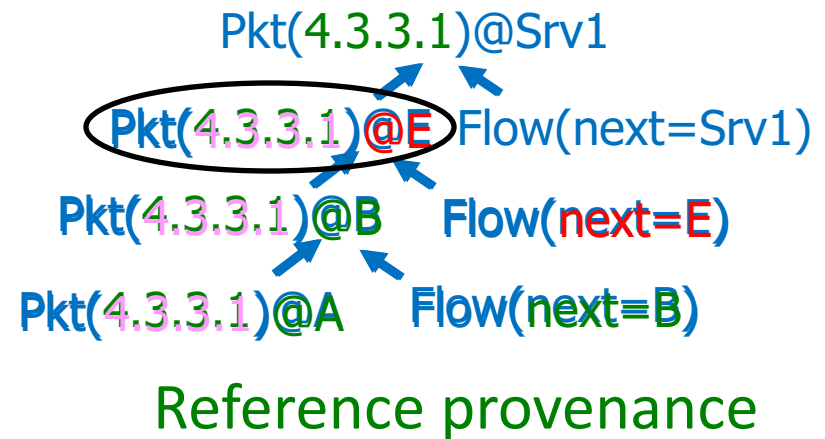 Pkt(4.3.3.1)@Srv1
Pkt(4.3.3.1)@E Flow(next=Srv1)
Pkt(4.3.3.1)@B Flow(next=E)
Pkt(4.3.3.1)@A Flow(next=B)
Reference provenance